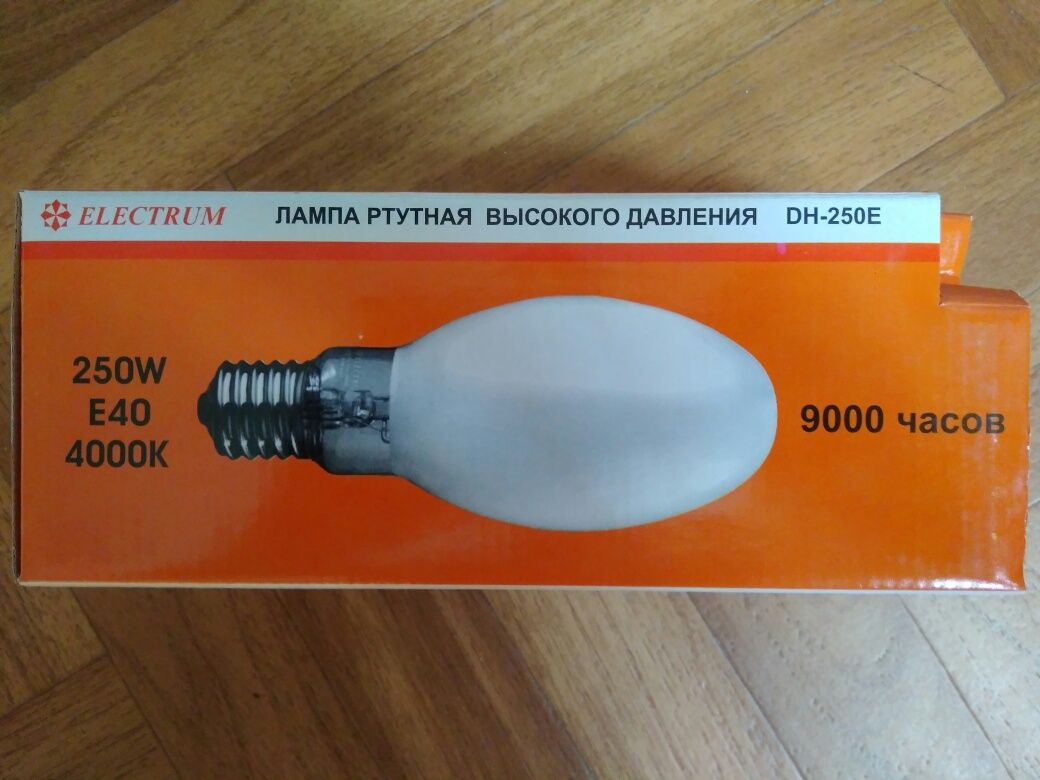 ELECTRUM ЛАМПА РТУТНАЯ ВЫСОКОГО ДАВЛЕНИЯ DH-250E
250W
E40
4000K
9000 часов